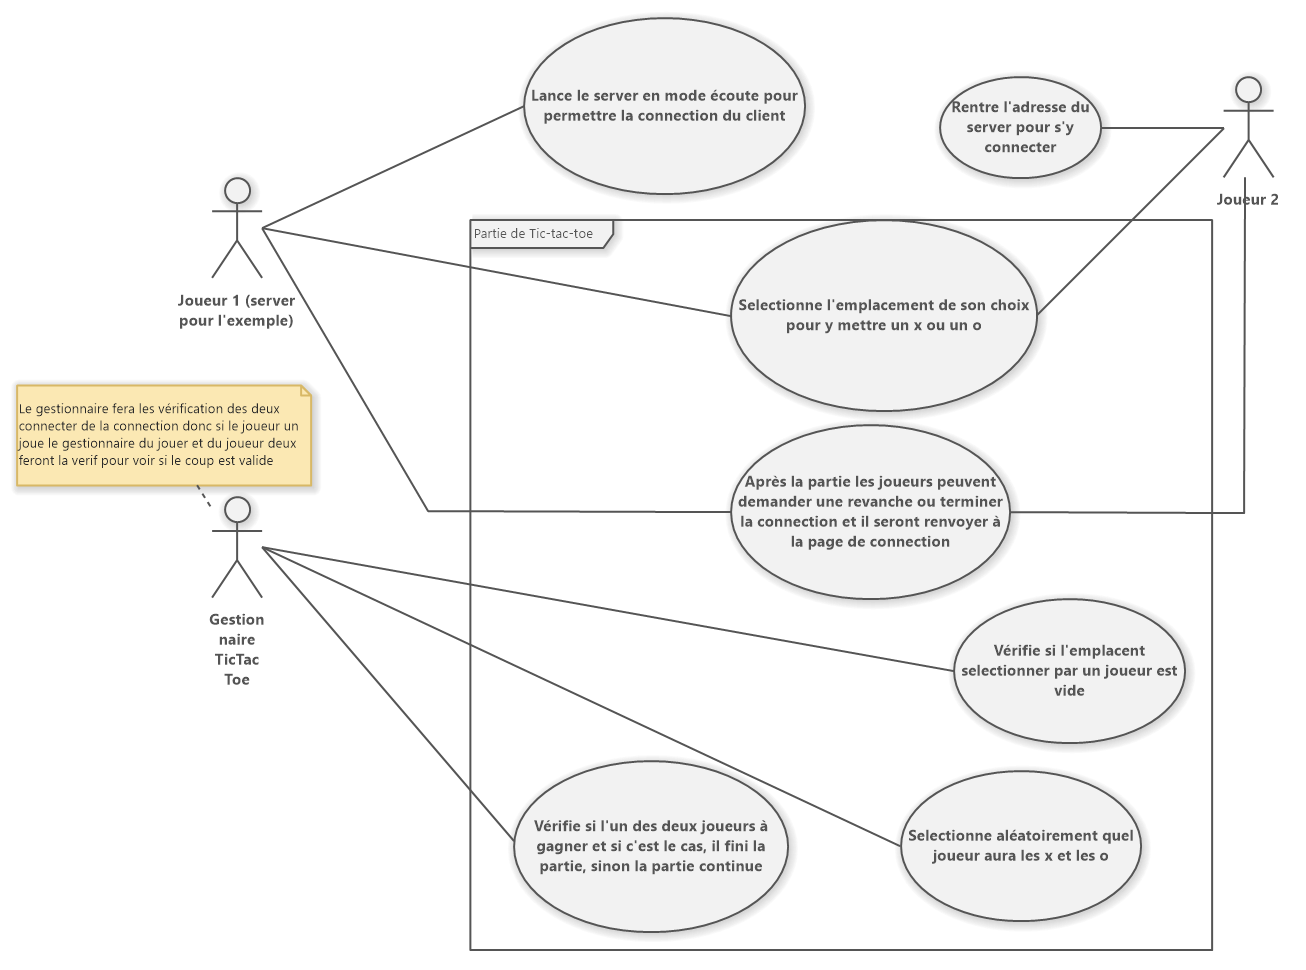 Lance le server en mode écoute pour
permettre la connection du client
Rentre l'adresse du
server pour s'y
connecter
Joueur 2
Joueur 1 (server
pour l'exemple)
Partie de Tic-tac-toe
Selectionne l'emplacement de son choix
pour y mettre un x ou un o
Le gestionnaire fera les vérification des deux
connecter de la connection donc si le joueur un
joue le gestionnaire du jouer et du joueur deux
feront la verif pour voir si le coup est valide
Après la partie les joueurs peuvent
demander une revanche ou terminer
la connection et il seront renvoyer à
la page de connection
Gestion
naire
TicTac
Toe
Vérifie si l'emplacent
selectionner par un joueur est
vide
Vérifie si l'un des deux joueurs à
gagner et si c'est le cas, il fini la
partie, sinon la partie continue
Selectionne aléatoirement quel
joueur aura les x et les o